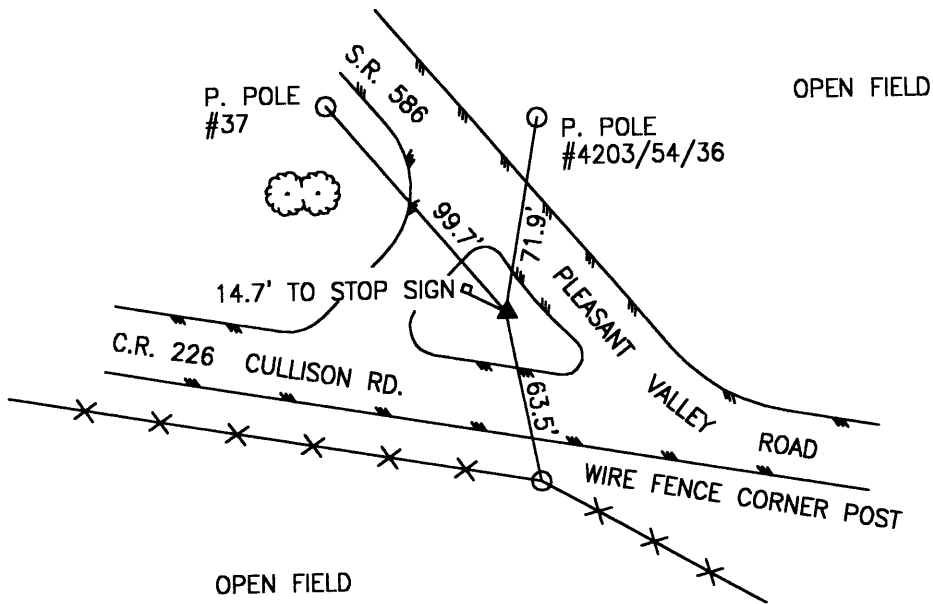 S.R. 586
OPEN FIELD
P. POLE
#37
P. POLE
#4203/54/36
99.7'
71.6'
14.7' TO STOP SIGN
PLEASANT
VALLEY
ROAD
C.R. 226 CULLISON RD.
63.5'
WIRE FENCE CORNER POST
OPEN FIELD